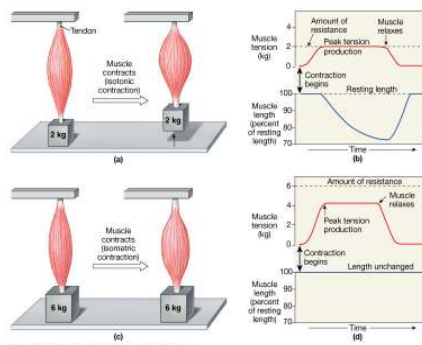 Tendon
Muscle
contracts
(isotonic
contraction)
2 kg
2 kg
(a)
Amount of
resistance
Muscle
relaxes
Muscle
tension
(kg)
4
2
0
Peak tension
production
Contraction
begins
Resting length
Muscle
length
(percent
of resting
length)
100
90
80
70
Time
(b)
Muscle
contracts
(isometric
contraction)
6 kg
6 kg
(c)
Amount of resistance
Muscle
relaxes
Muscle
tension
(kg)
6
4
2
0
Peak tension
production
Contraction
begins
Length unchanged
Muscle
length
(percent
of resting
length)
100
90
80
70
Time
(d)